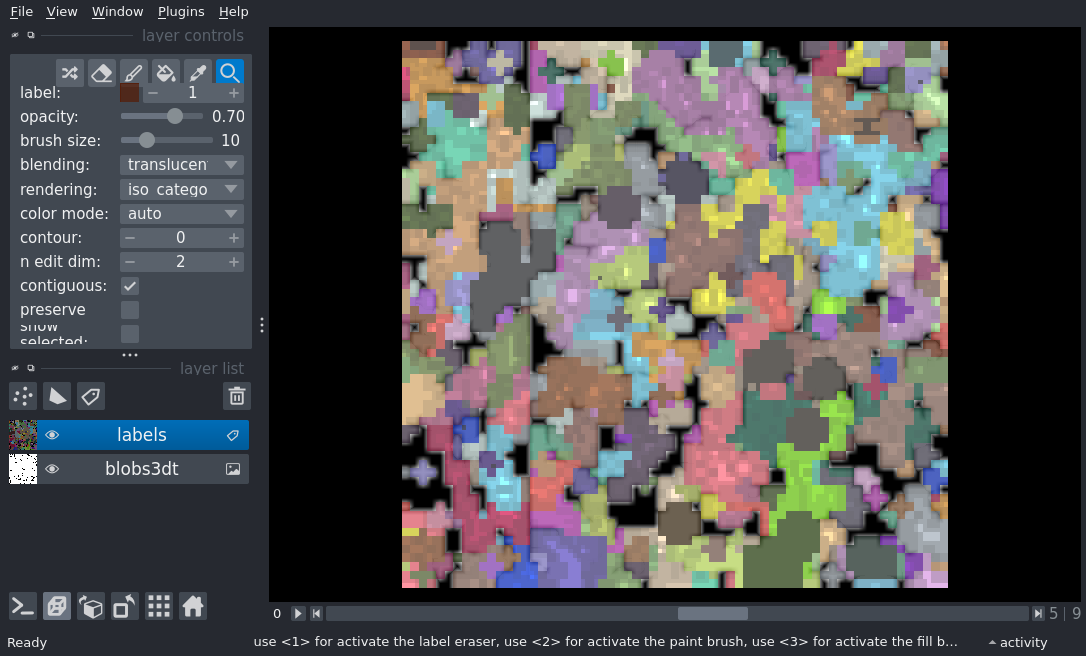 File View Window Plugins Help
layer controls
label: 1
opacity: 0.70
brush size: 10
blending: translucen
rendering: iso_catego
color mode: auto
contour: 0
n edit dim: 2
contiguous:
preserve
show
selected:
layer list
labels
blobs3dt
0 5 | 9
Ready use <1> for activate the label eraser, use <2> for activate the paint brush, use <3> for activate the fill b... activity